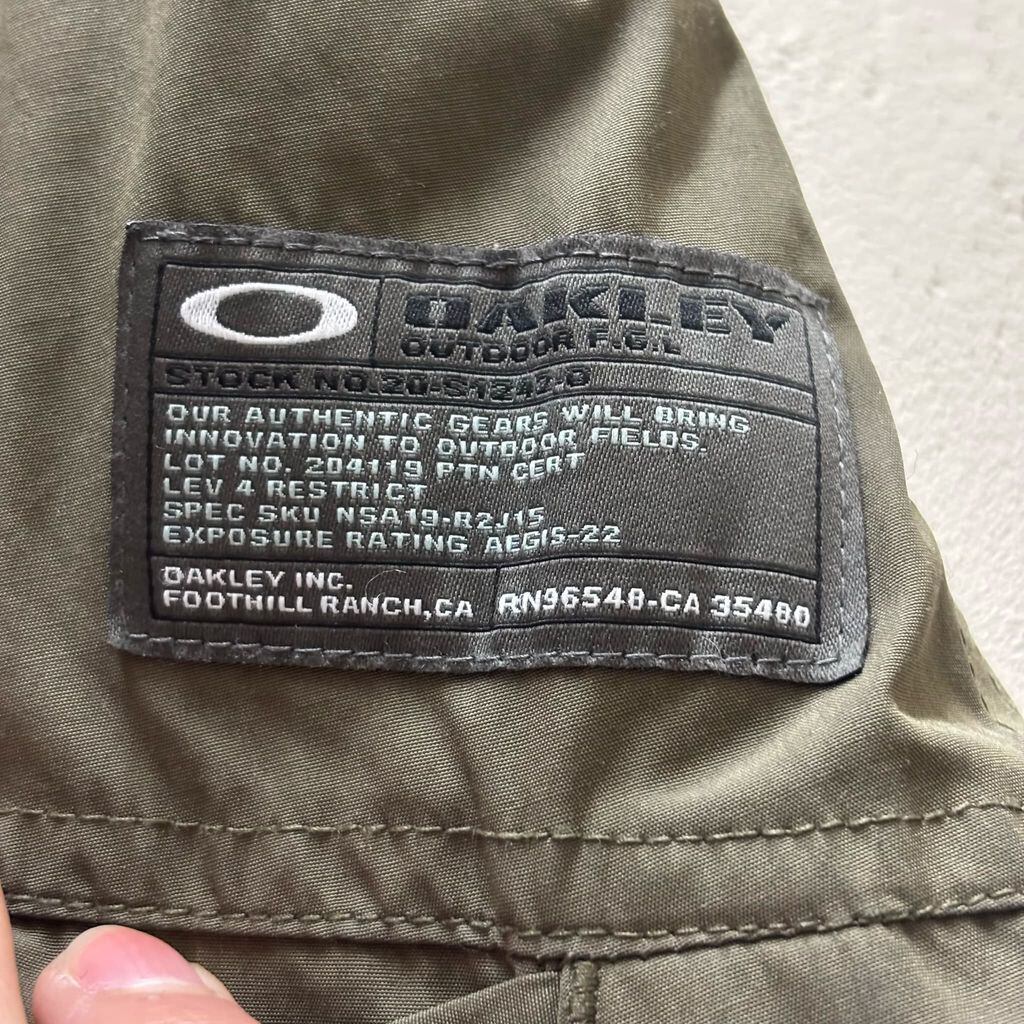 OAKLEY
OUTDOOR F.G.L
STOCK NO.20-S1242-0
OUR AUTHENTIC GEARS WILL BRING
INNOVATION TO OUTDOOR FIELDS.
LOT NO. 204119 PTN CERT
LEV 4 RESTRICT
SPEC SKU NSA19-R2J15
EXPOSURE RATING AEGIS-22
OAKLEY INC.
FOOTHILL RANCH,CA
RN96548-CA 35480